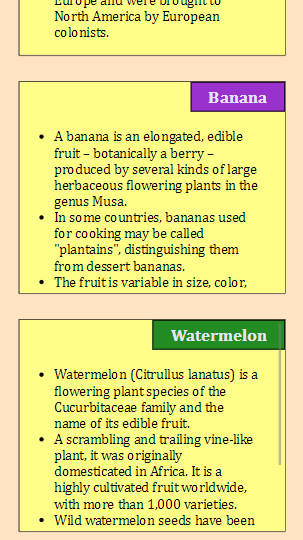 Europe and were brought to
North America by European
colonists.
Banana
• A banana is an elongated, edible
fruit – botanically a berry –
produced by several kinds of large
herbaceous flowering plants in the
genus Musa.
• In some countries, bananas used
for cooking may be called
"plantains", distinguishing them
from dessert bananas.
• The fruit is variable in size, color,
Watermelon
• Watermelon (Citrullus lanatus) is a
flowering plant species of the
Cucurbitaceae family and the
name of its edible fruit.
• A scrambling and trailing vine-like
plant, it was originally
domesticated in Africa. It is a
highly cultivated fruit worldwide,
with more than 1,000 varieties.
• Wild watermelon seeds have been